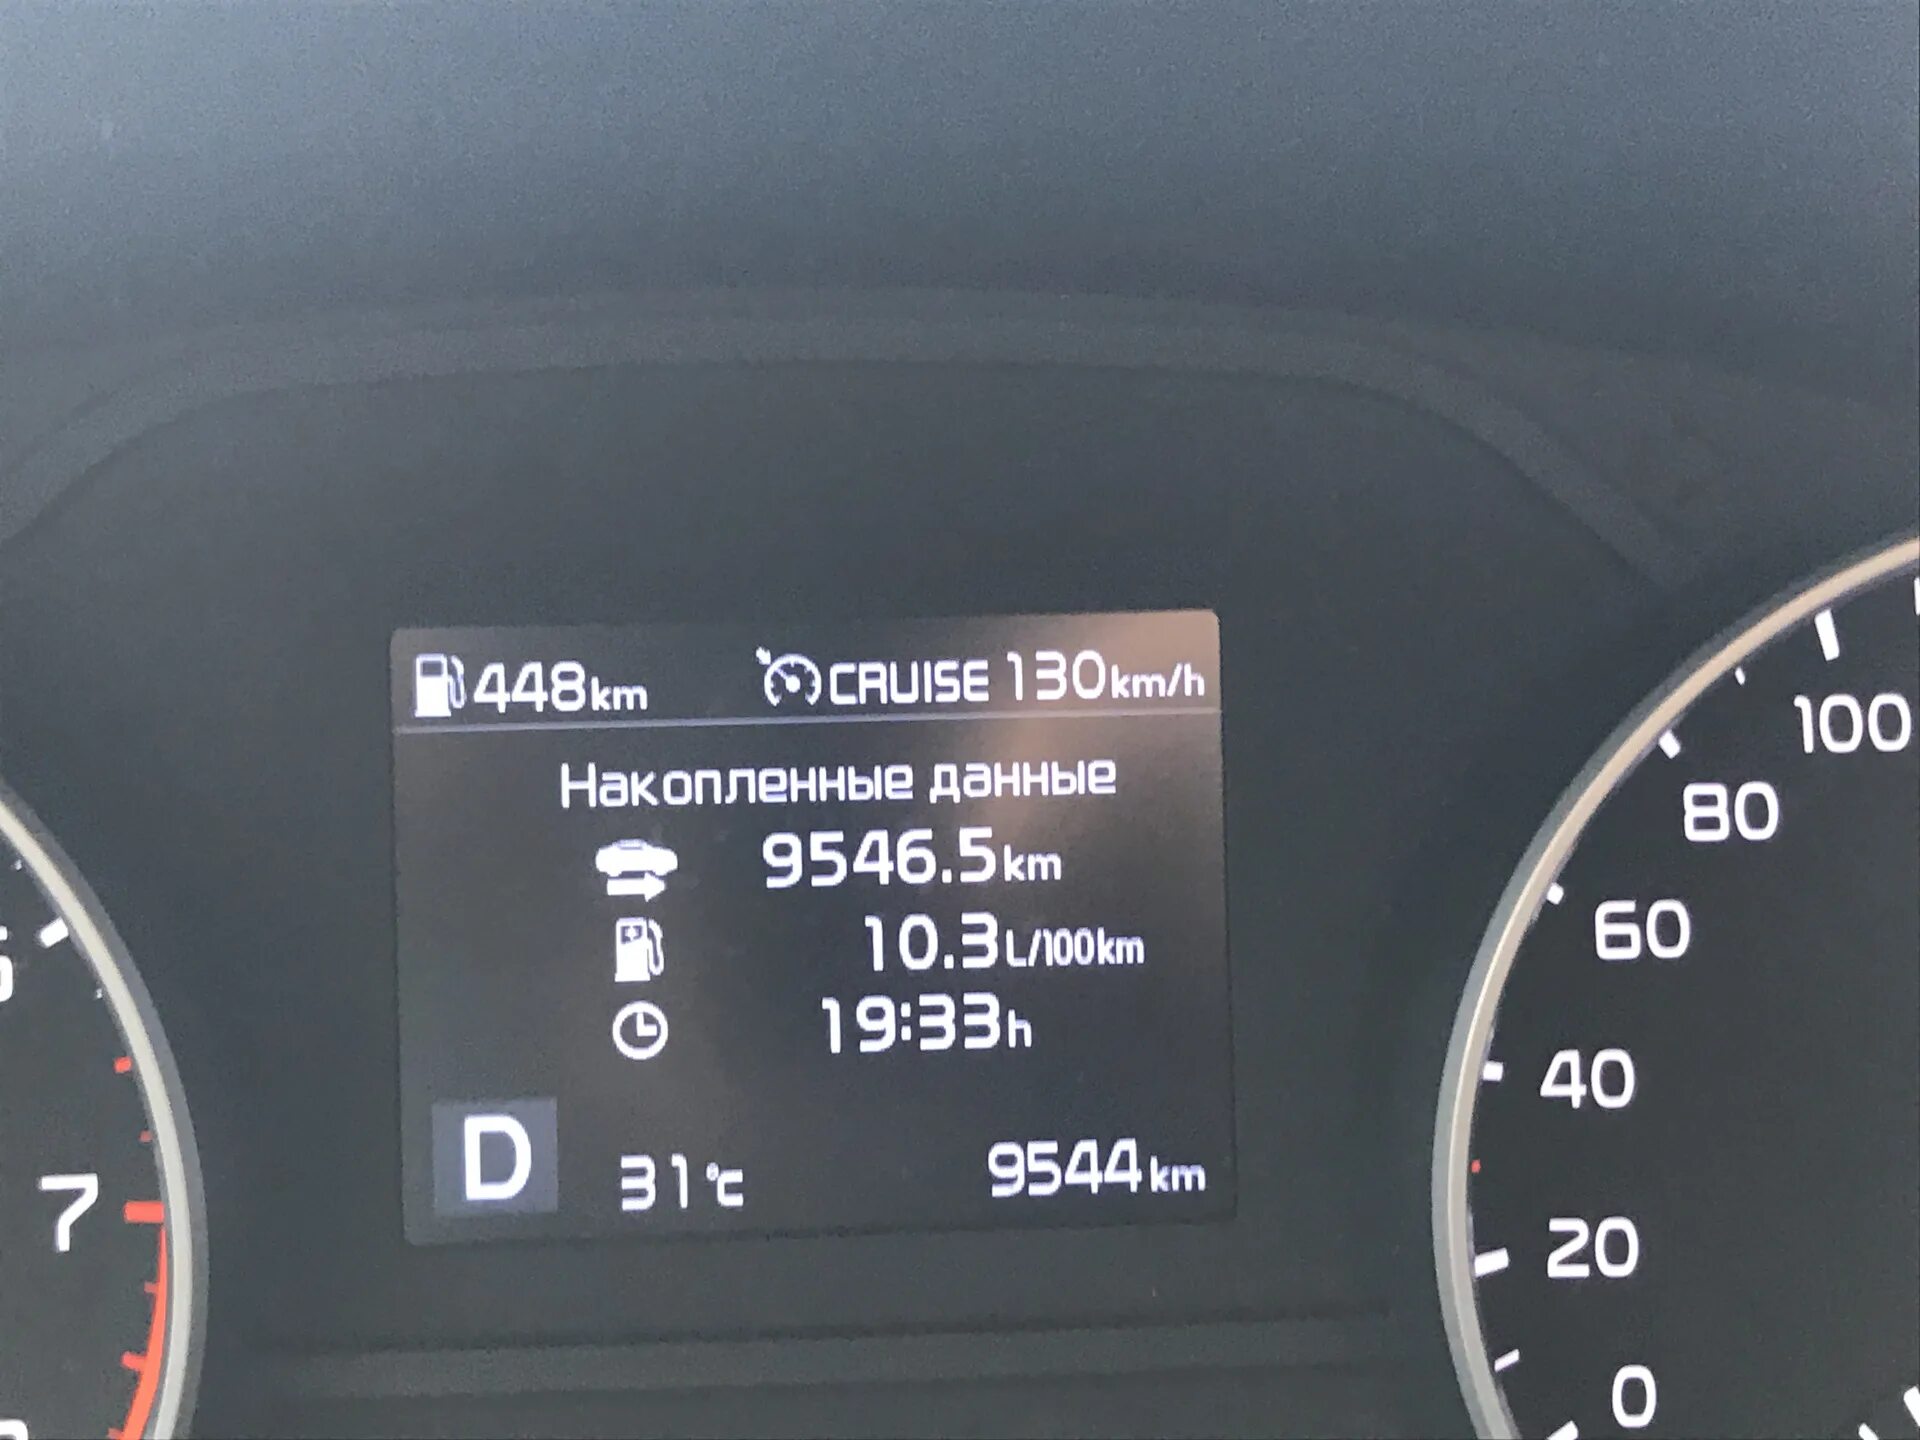 448km CRUISE 130km/h
Накопленные данные
9546.5km
10.3L/100km
19:33h
D 31°C 9544km
7
100
80
60
40
20
0